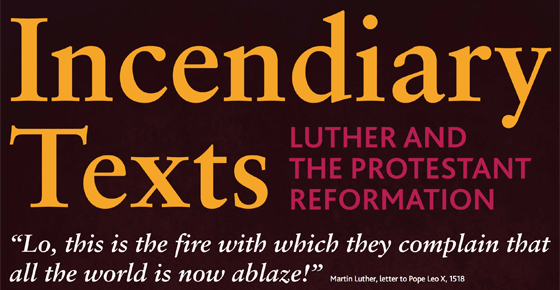 Incendiary
Texts
LUTHER AND
THE PROTESTANT
REFORMATION
“Lo, this is the fire with which they complain that
all the world is now ablaze!” Martin Luther, letter to Pope Leo X, 1518